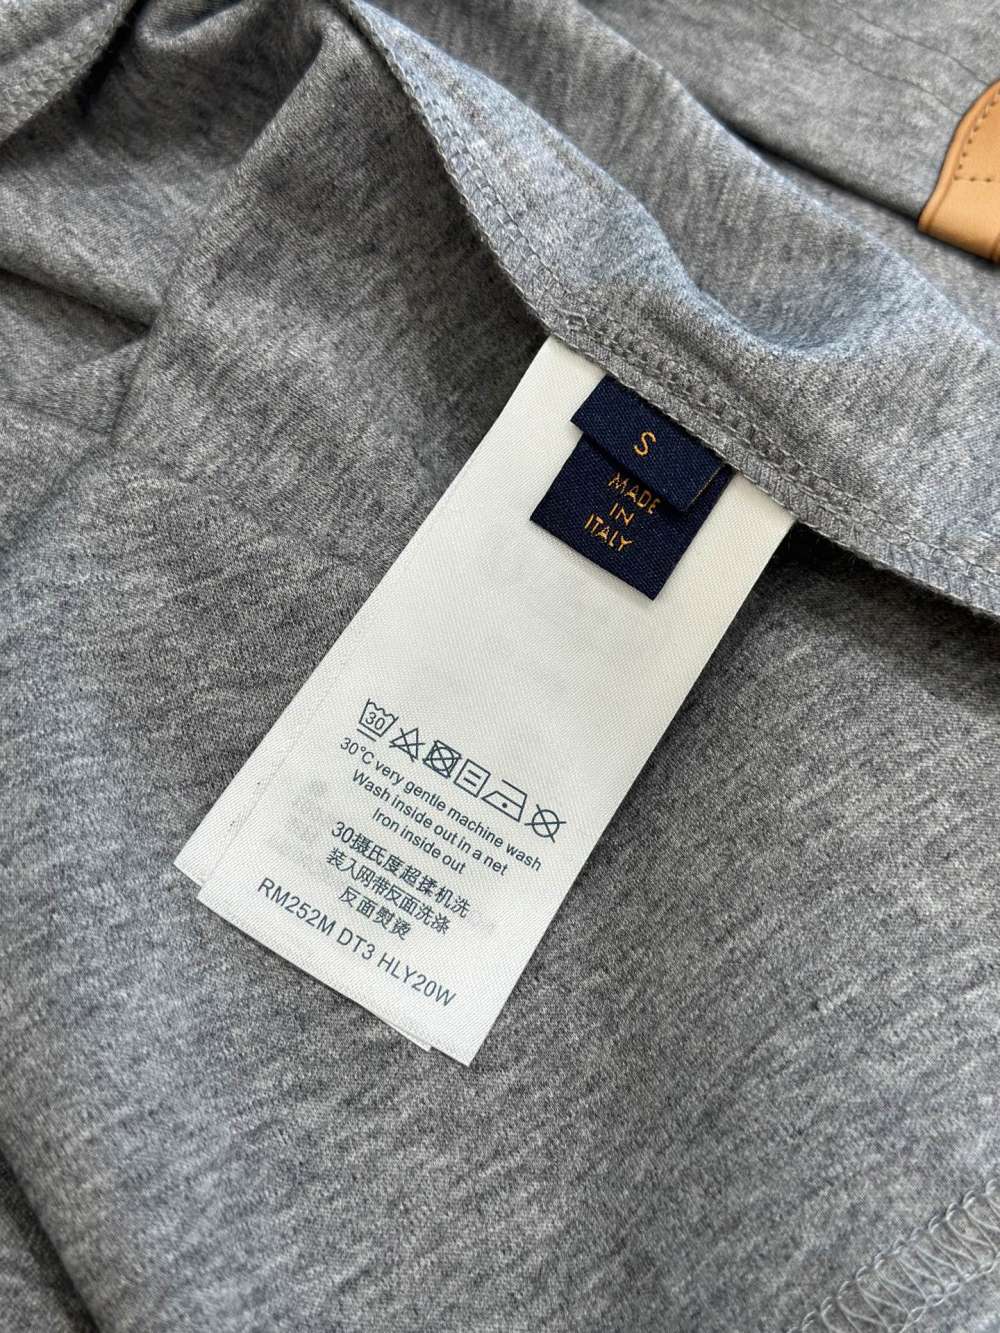 S
MADE
IN
ITALY
30
30°C very gentle machine wash
Wash inside out in a net
Iron inside out
30摄氏度超揉机洗
装入网带反面洗涤
反面熨烫
RM252M DT3 HLY20W